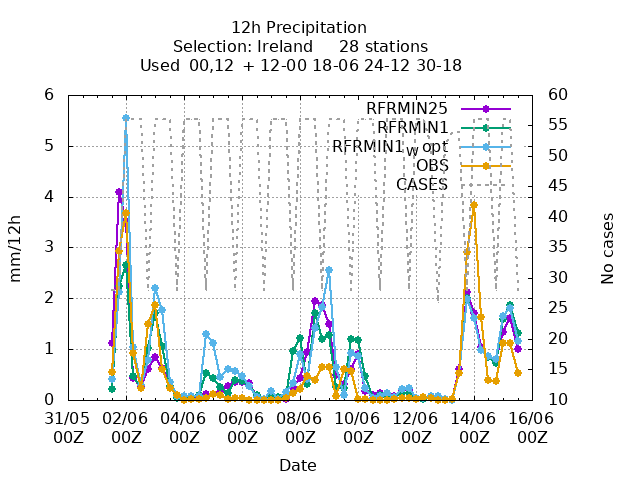 12h Precipitation
Selection: Ireland 28 stations
Used 00,12 + 12-00 18-06 24-12 30-18
6 60
5 55
4 50
3 45
2 40
1 35
0 30
25
20
15
10
RFRMIN25
RFRMIN1
RFRMIN1_w opt
OBS
CASES
mm/12h
No cases
31/05 02/06 04/06 06/06 08/06 10/06 12/06 14/06 16/06
00Z 00Z 00Z 00Z 00Z 00Z 00Z 00Z 00Z
Date